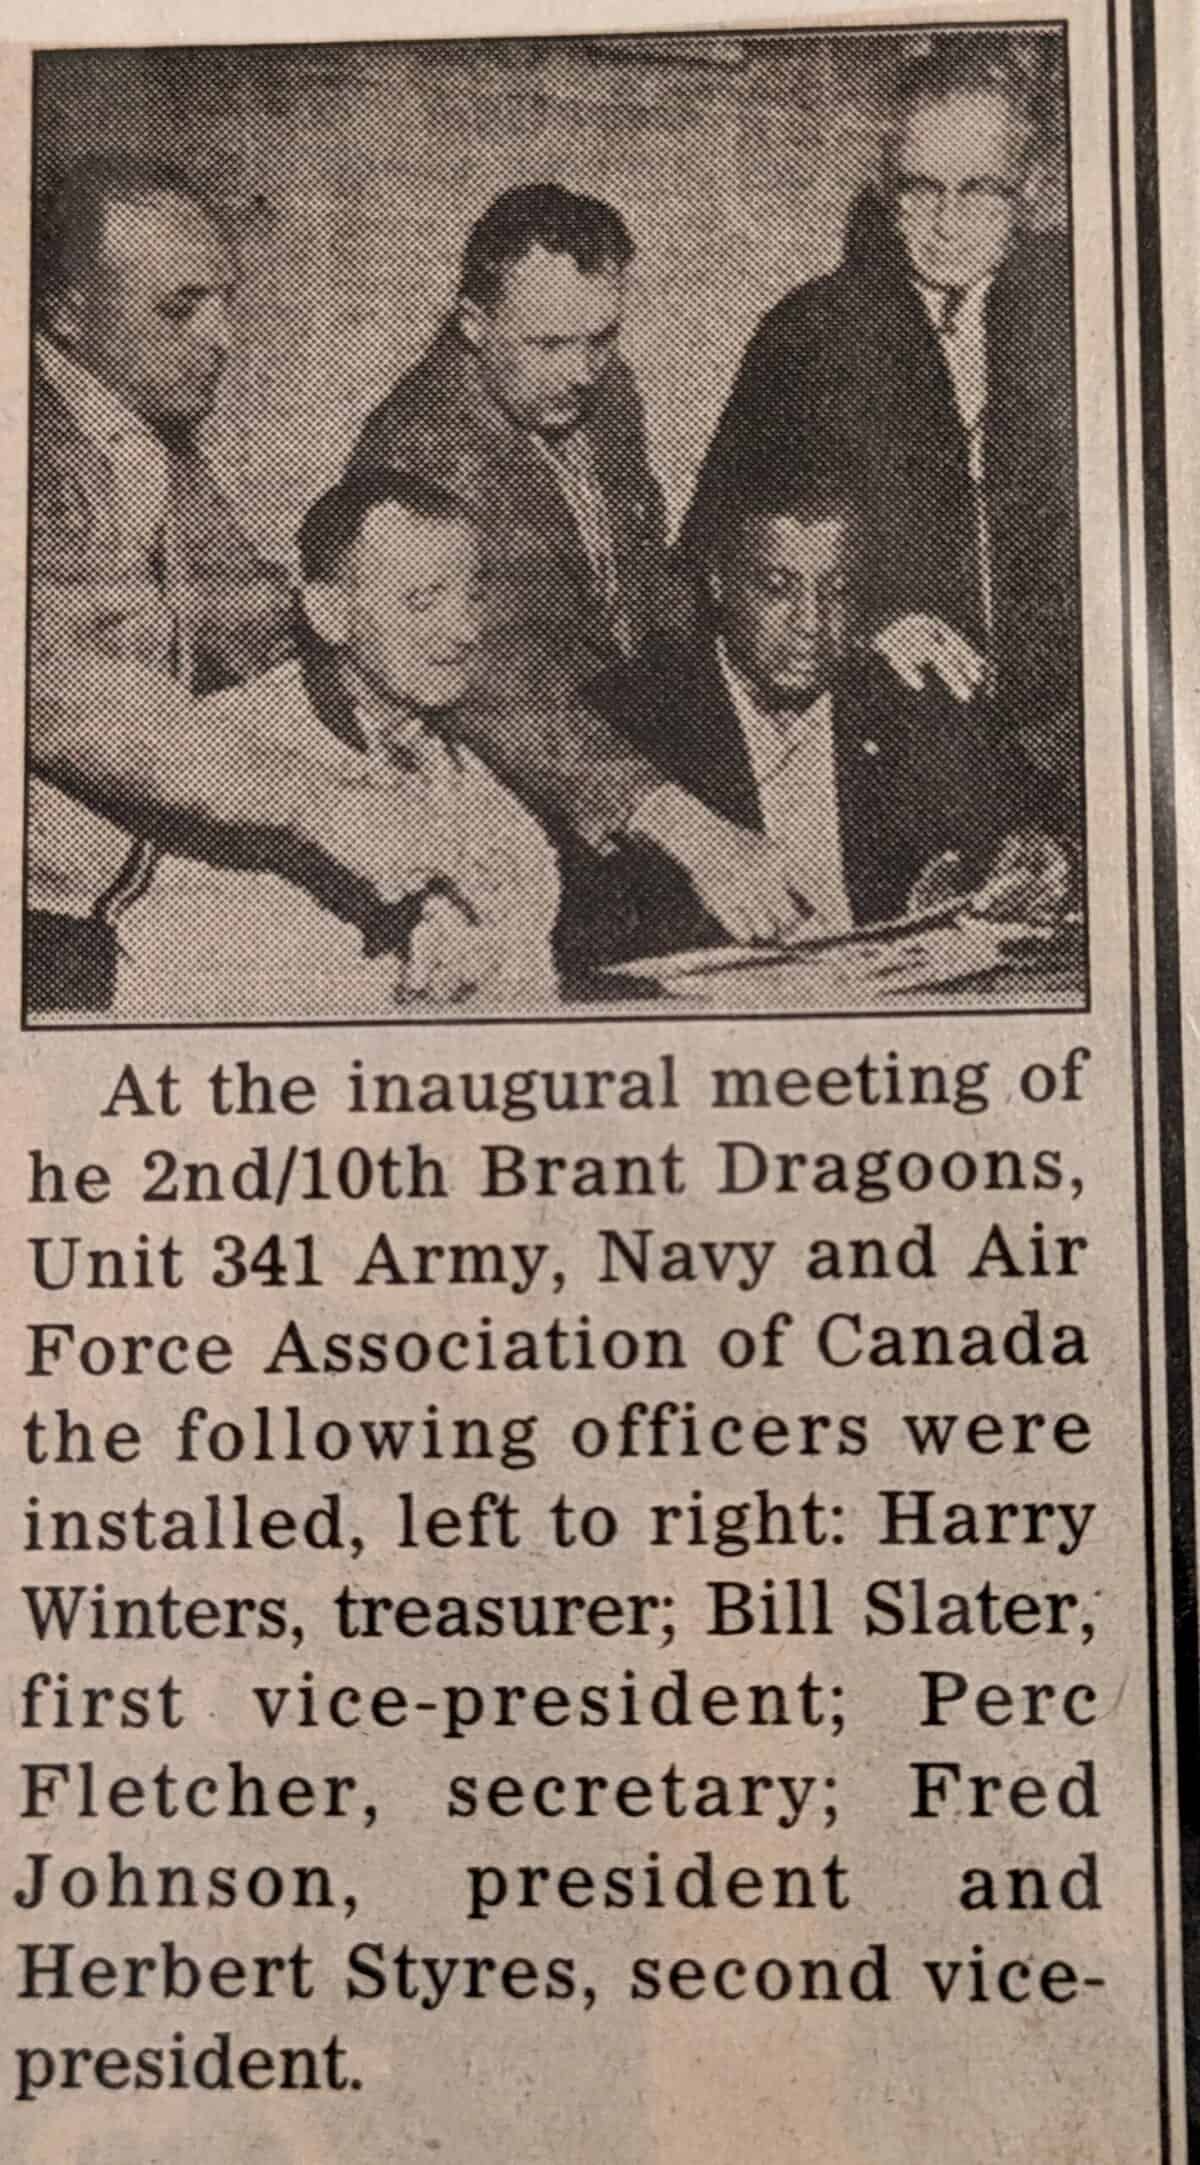 At the inaugural meeting of
he 2nd/10th Brant Dragoons,
Unit 341 Army, Navy and Air
Force Association of Canada
the following officers were
installed, left to right: Harry
Winters, treasurer; Bill Slater,
first vice-president; Perc
Fletcher, secretary; Fred
Johnson, president and
Herbert Styres, second vice-
president.